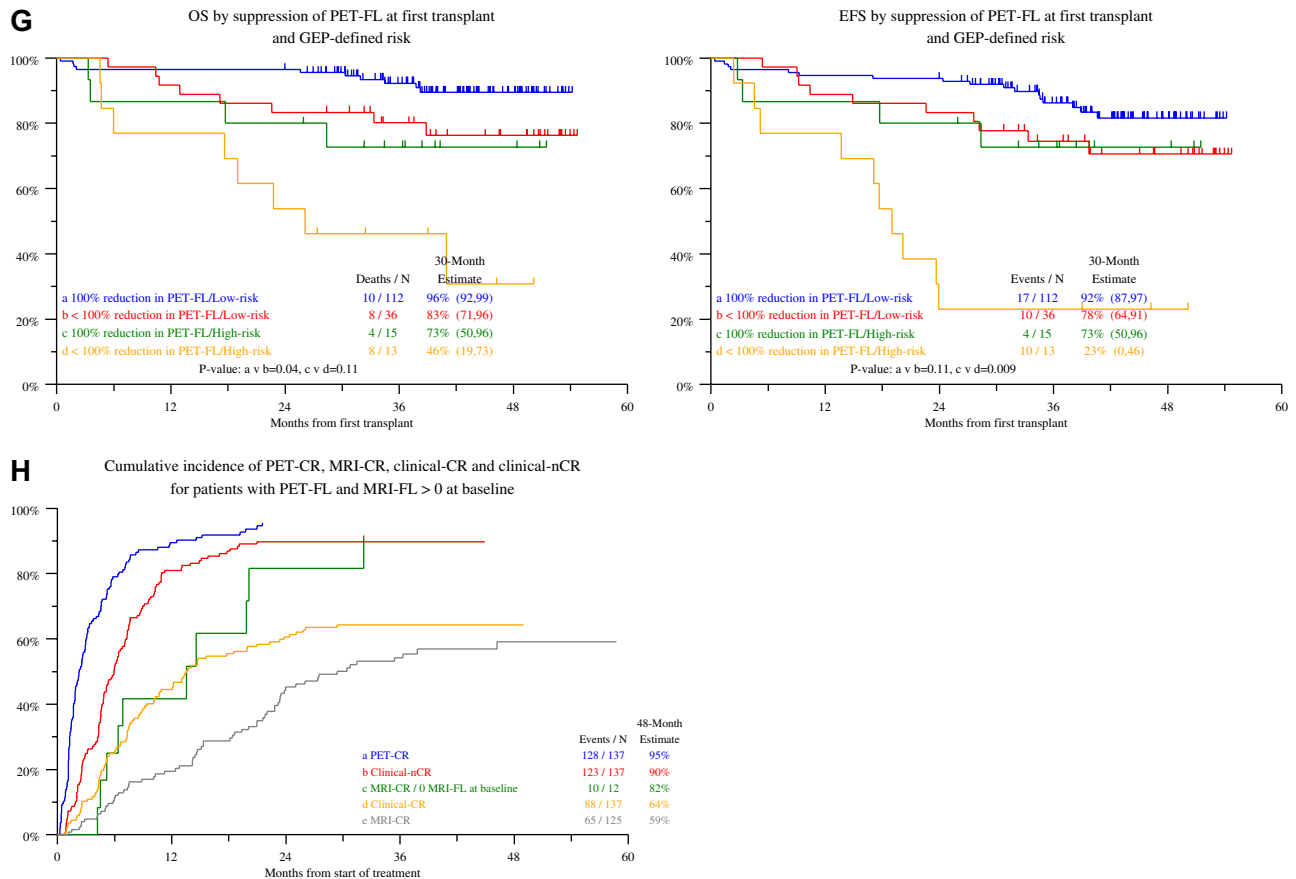 G
OS by suppression of PET-FL at first transplant
and GEP-defined risk
100%
80%
60%
40%
20%
0%
0 12 24 36 48 60
Months from first transplant
30-Month
Deaths / N Estimate
a 100% reduction in PET-FL/Low-risk 10 / 112 96% (92,99)
b < 100% reduction in PET-FL/Low-risk 8 / 36 83% (71,96)
c 100% reduction in PET-FL/High-risk 4 / 15 73% (50,96)
d < 100% reduction in PET-FL/High-risk 8 / 13 46% (19,73)
P-value: a v b=0.04, c v d=0.11
EFS by suppression of PET-FL at first transplant
and GEP-defined risk
100%
80%
60%
40%
20%
0%
0 12 24 36 48 60
Months from first transplant
30-Month
Events / N Estimate
a 100% reduction in PET-FL/Low-risk 17 / 112 92% (87,97)
b < 100% reduction in PET-FL/Low-risk 10 / 36 78% (64,91)
c 100% reduction in PET-FL/High-risk 4 / 15 73% (50,96)
d < 100% reduction in PET-FL/High-risk 10 / 13 23% (0,46)
P-value: a v b=0.11, c v d=0.009
H
Cumulative incidence of PET-CR, MRI-CR, clinical-CR and clinical-nCR
for patients with PET-FL and MRI-FL > 0 at baseline
100%
80%
60%
40%
20%
0%
0 12 24 36 48 60
Months from start of treatment
48-Month
Events / N Estimate
a PET-CR 128 / 137 95%
b Clinical-nCR 123 / 137 90%
c MRI-CR / 0 MRI-FL at baseline 10 / 12 82%
d Clinical-CR 88 / 137 64%
e MRI-CR 65 / 125 59%